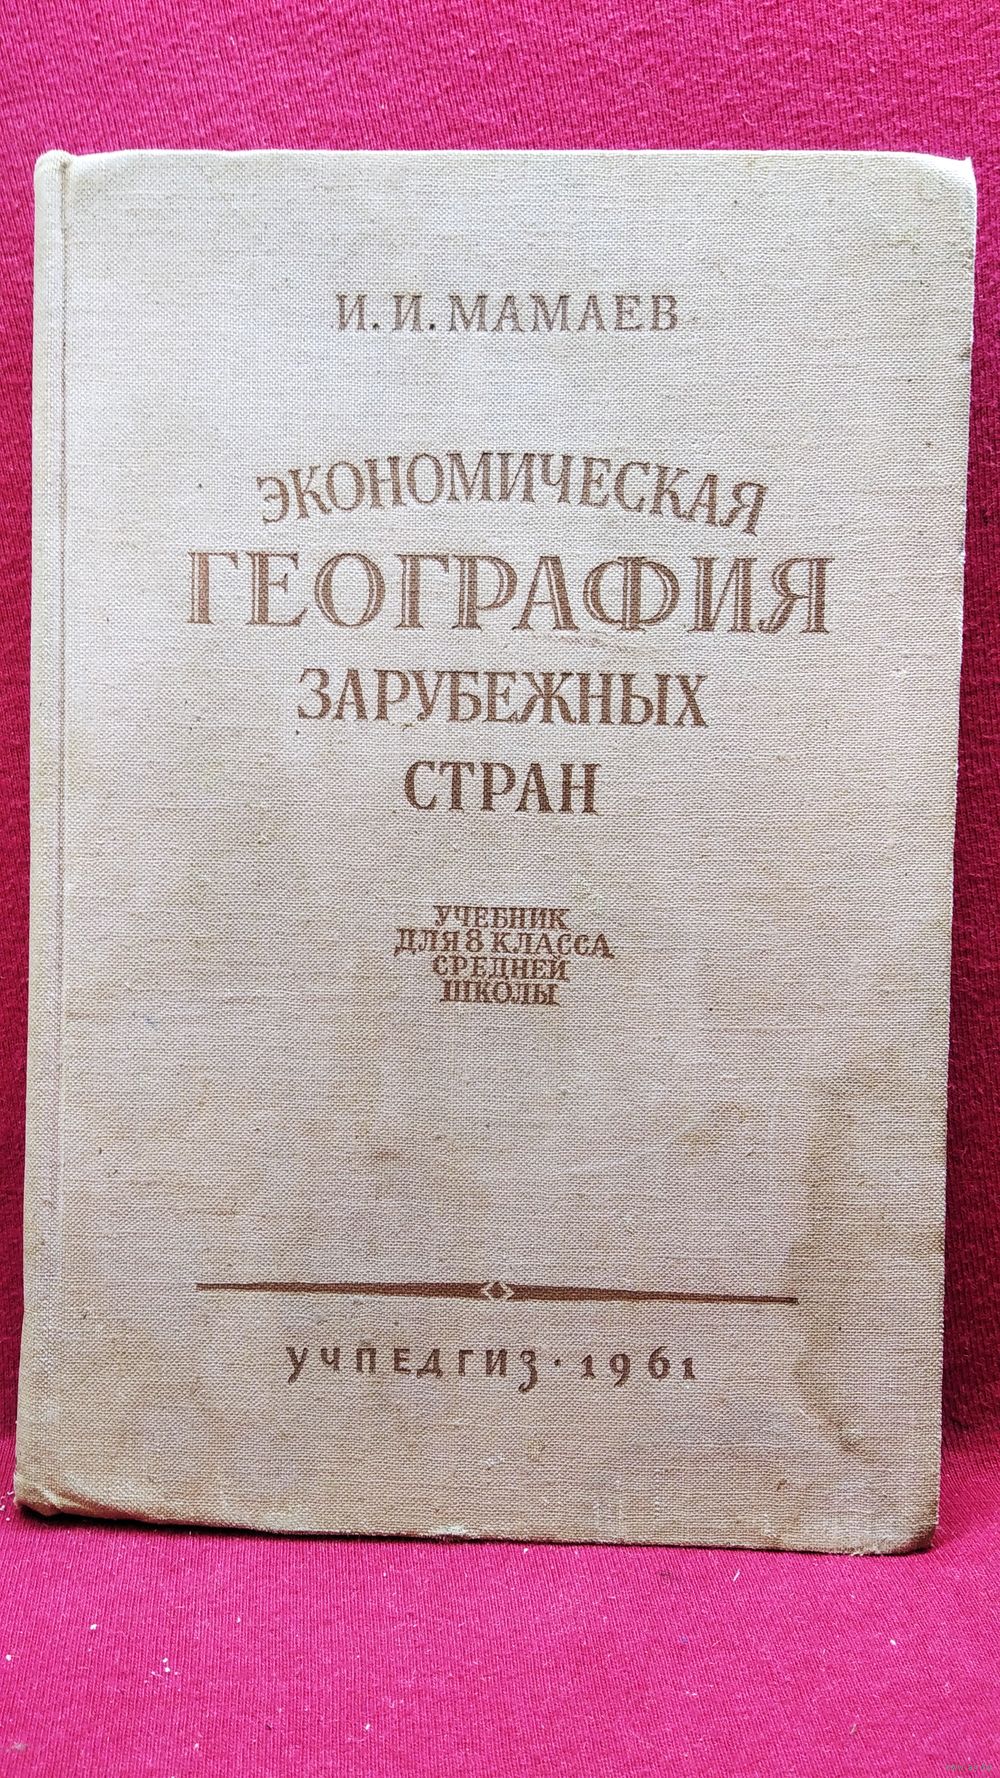 И. И. МАМАЕВ
ЭКОНОМИЧЕСКАЯ
ГЕОГРАФИЯ
ЗАРУБЕЖНЫХ
СТРАН
УЧЕБНИК
ДЛЯ 8 КЛАССА
СРЕДНЕЙ
ШКОЛЫ
УЧПЕДГИЗ · 1961